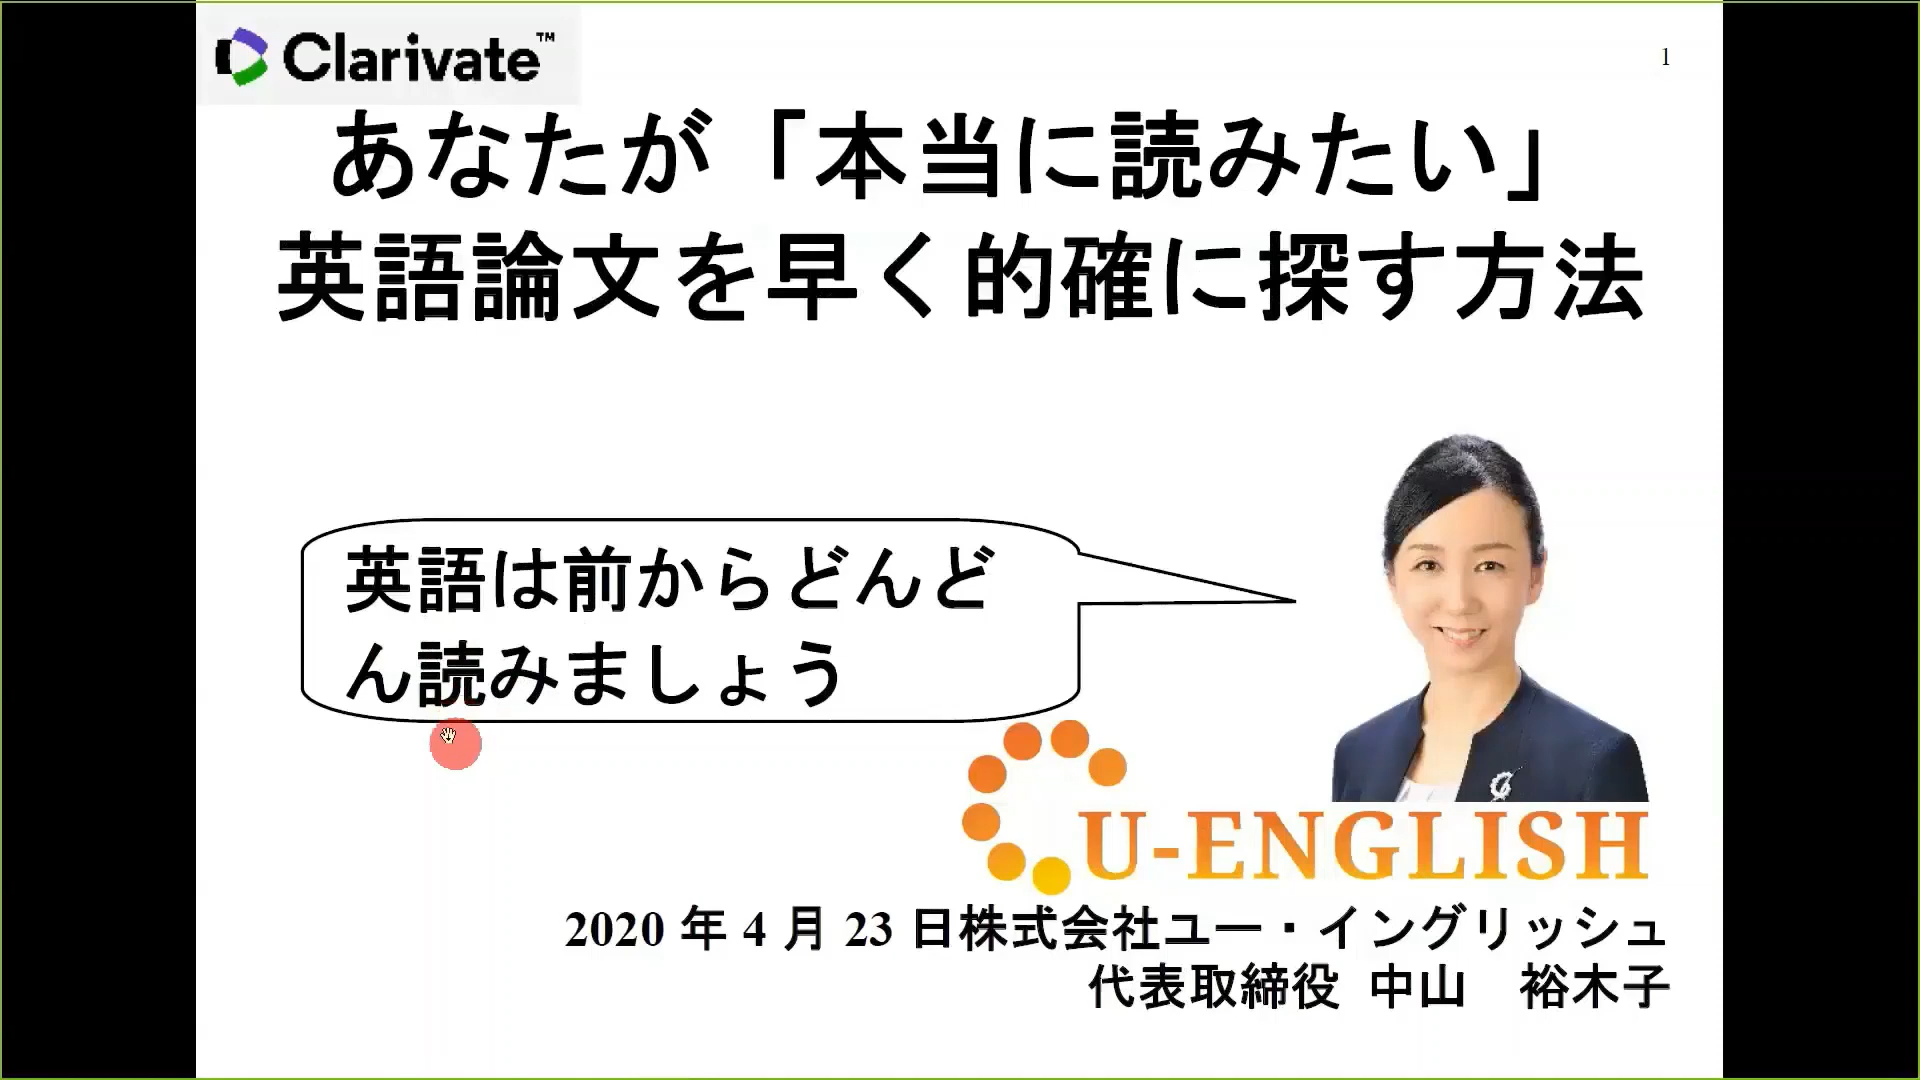 Clarivate™
1
あなたが「本当に読みたい」
英語論文を早く的確に探す方法
英語は前からどんど
ん読みましょう
U-ENGLISH
2020 年 4 月 23 日株式会社ユー・イングリッシュ
代表取締役 中山　裕木子